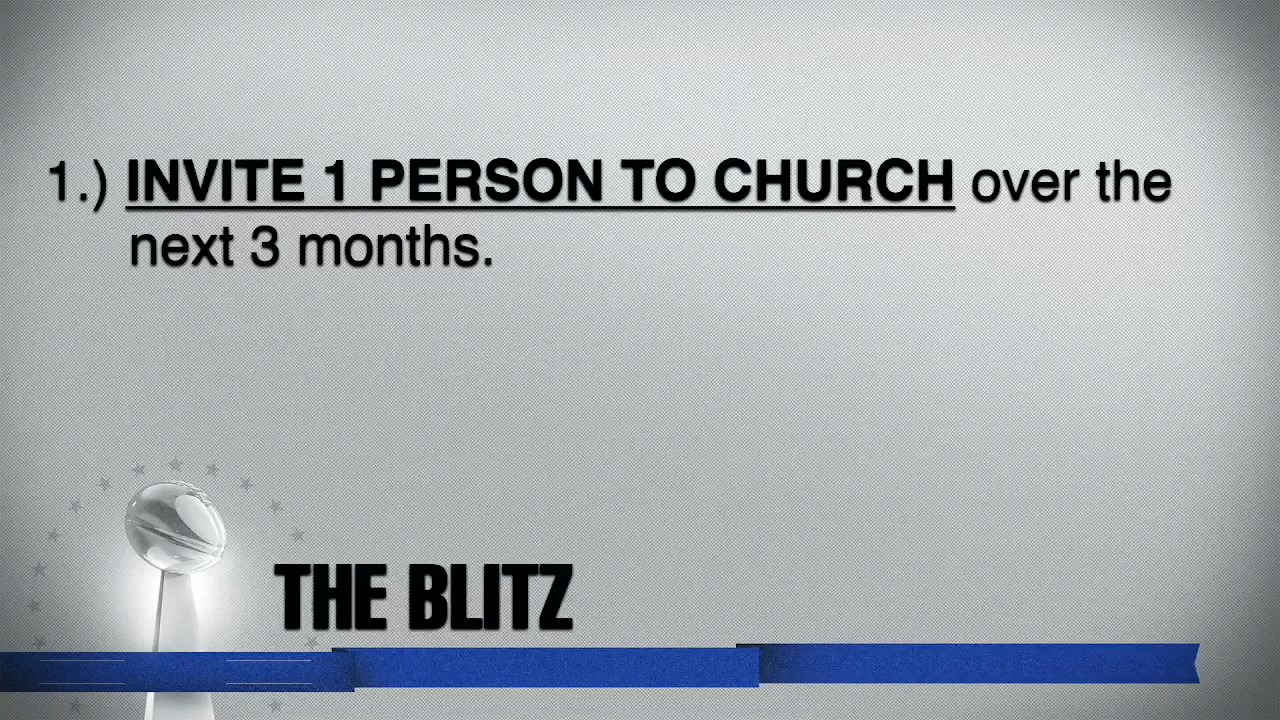 1.) INVITE 1 PERSON TO CHURCH over the
next 3 months.
THE BLITZ